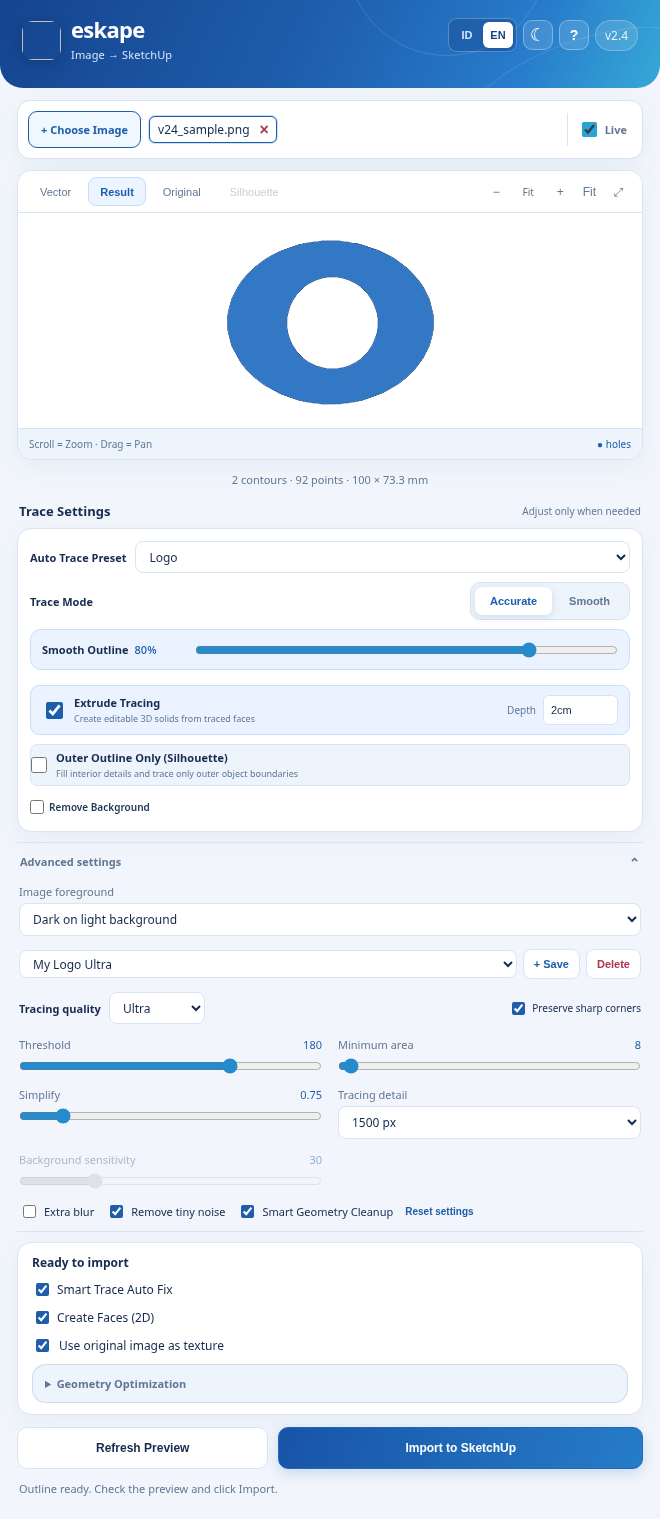 eskape
Image → SketchUp
ID EN ☾ ? v2.4
+ Choose Image v24_sample.png × Live
Vector Result Original Silhouette − Fit + Fit ⤢
Scroll = Zoom · Drag = Pan ● holes
2 contours · 92 points · 100 × 73.3 mm
Trace Settings Adjust only when needed
Auto Trace Preset Logo
Trace Mode Accurate Smooth
Smooth Outline 80%
Extrude Tracing
Create editable 3D solids from traced faces
Depth 2cm
Outer Outline Only (Silhouette)
Fill interior details and trace only outer object boundaries
Remove Background
Advanced settings
Image foreground
Dark on light background
My Logo Ultra + Save Delete
Tracing quality Ultra Preserve sharp corners
Threshold 180 Minimum area 8
Simplify 0.75 Tracing detail
1500 px
Background sensitivity 30
Extra blur Remove tiny noise Smart Geometry Cleanup Reset settings
Ready to import
Smart Trace Auto Fix
Create Faces (2D)
Use original image as texture
▸ Geometry Optimization
Refresh Preview Import to SketchUp
Outline ready. Check the preview and click Import.